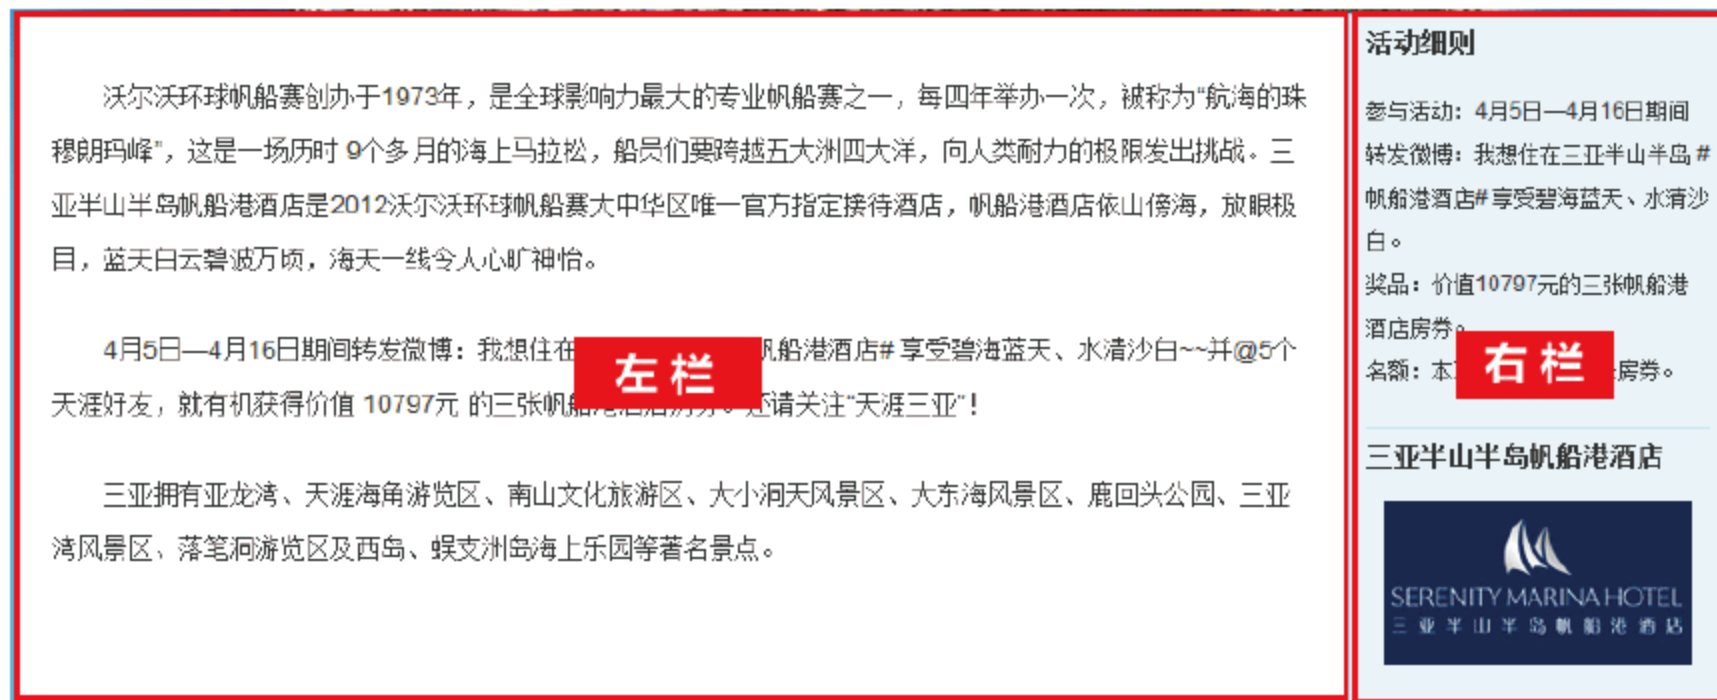 沃尔沃环球帆船赛创办于1973年，是全球影响力最大的专业帆船赛之一，每四年举办一次，被称为“航海的珠
穆朗玛峰”，这是一场历时 9个多月的海上马拉松，船员们要跨越五大洲四大洋，向人类耐力的极限发出挑战。三
亚半山半岛帆船港酒店是2012沃尔沃环球帆船赛大中华区唯一官方指定接待酒店，帆船港酒店依山傍海，放眼极
目，蓝天白云碧波万顷，海天一线令人心旷神怡。
4月5日—4月16日期间转发微博：我想住在 帆船港酒店# 享受碧海蓝天、水清沙白~~并@5个
左栏
天涯好友，就有机获得价值 10797元 的三张帆船港酒店房券。还请关注“天涯三亚”！
三亚拥有亚龙湾、天涯海角游览区、南山文化旅游区、大小洞天风景区、大东海风景区、鹿回头公园、三亚
湾风景区、落笔洞游览区及西岛、蜈支洲岛海上乐园等著名景点。
活动细则
参与活动：4月5日—4月16日期间
转发微博：我想住在三亚半山半岛 #
帆船港酒店# 享受碧海蓝天、水清沙
白。
奖品：价值10797元的三张帆船港
酒店房券。
右栏
名额：本 房券。
三亚半山半岛帆船港酒店
SERENITY MARINA HOTEL
三亚半山半岛帆船港酒店